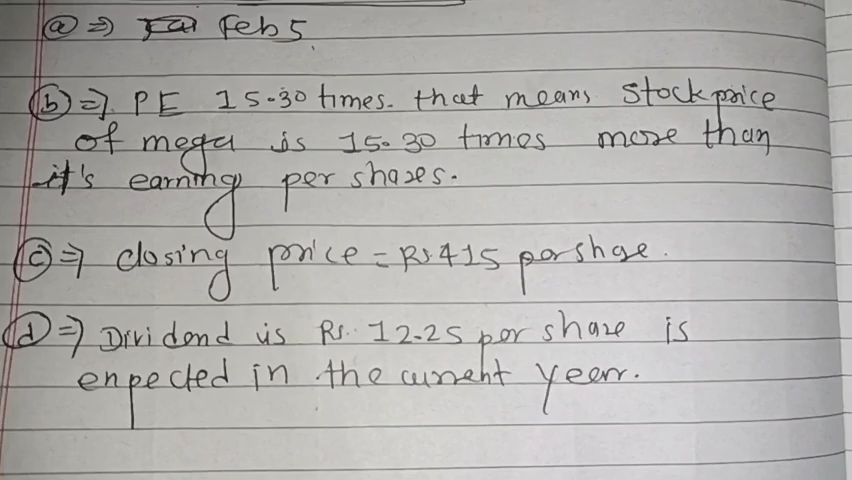 (a) ⇒ Feb 5
(b) ⇒ PE 15.30 times. that means Stock price
of mega is 15.30 times more than
it's earning per shares.
(c) ⇒ closing price = Rs. 415 per shae.
(d) ⇒ Dividend is Rs. 12.25 per share is
enpected in the current year.